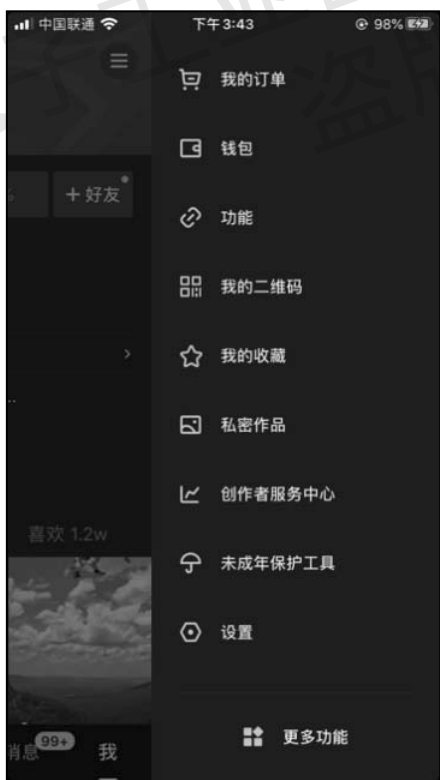 中国联通
下午3:43
98%
我的订单
钱包
+好友
功能
我的二维码
我的收藏
..
私密作品
创作者服务中心
喜欢 1.2w
未成年保护工具
设置
更多功能
99+
消息
我